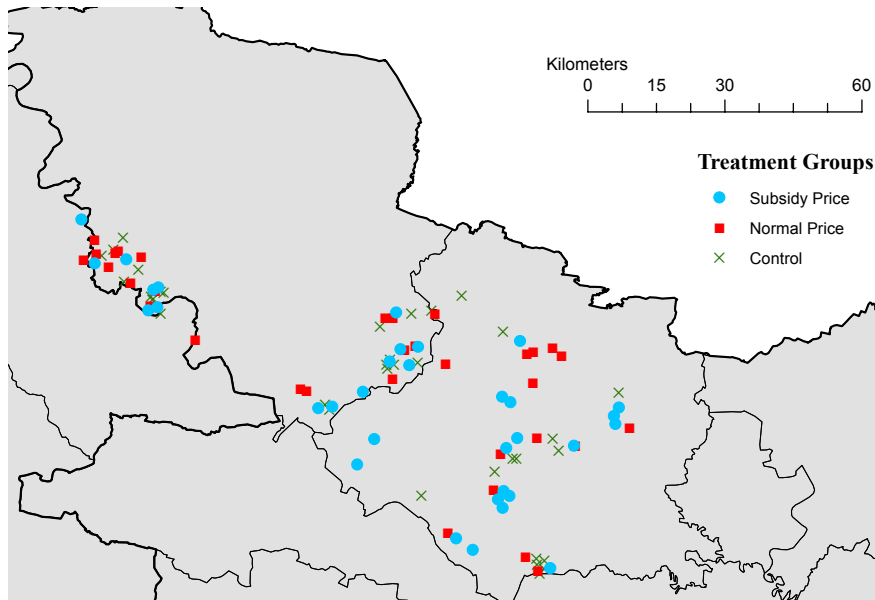 Kilometers
0 15 30 60
Treatment Groups
Subsidy Price
Normal Price
Control